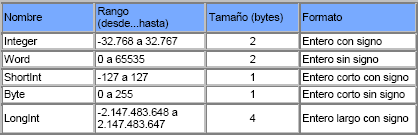 Nombre Rango (desde...hasta) Tamaño (bytes) Formato
Integer -32.768 a 32.767 2 Entero con signo
Word 0 a 65535 2 Entero sin signo
ShortInt -127 a 127 1 Entero corto con signo
Byte 0 a 255 1 Entero corto sin signo
LongInt -2.147.483.648 a 2.147.483.647 4 Entero largo con signo